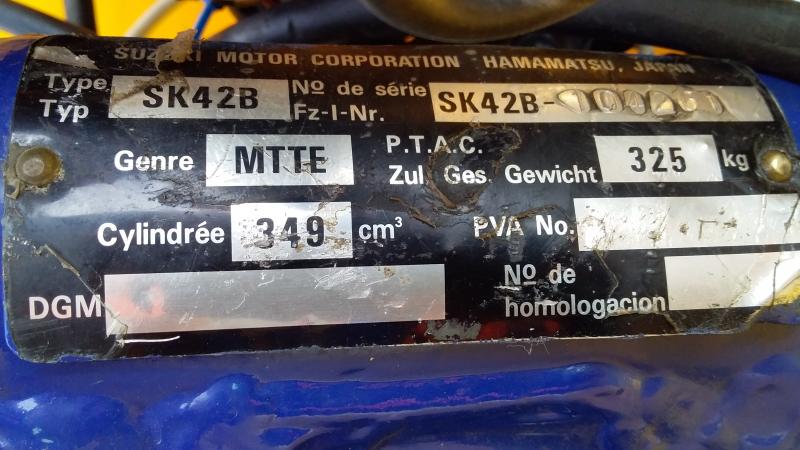 SUZUKI MOTOR CORPORATION HAMAMATSU, JAPAN
Type
Typ SK42B
Nº de série
Fz-I-Nr. SK42B-
Genre MTTE
P.T.A.C.
Zul. Ges. Gewicht 325 kg
Cylindrée 349 cm³
PVA No.
DGM
Nº de
homologacion